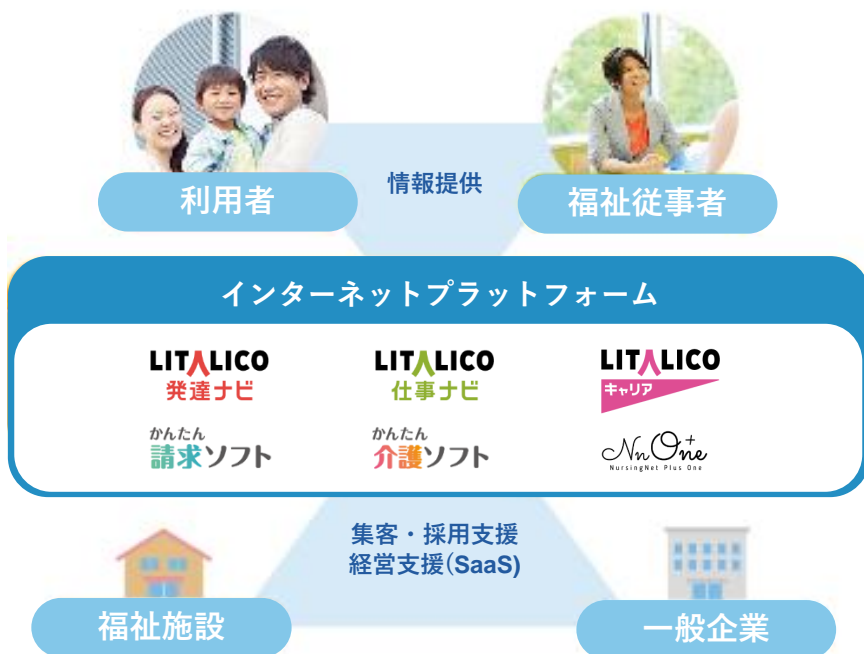 情報提供
利用者
福祉従事者
インターネットプラットフォーム
LITALICO
発達ナビ
LITALICO
仕事ナビ
LITALICO
キャリア
かんたん
請求ソフト
かんたん
介護ソフト
NnOne+
NursingNet Plus One
集客・採用支援
経営支援(SaaS)
福祉施設
一般企業